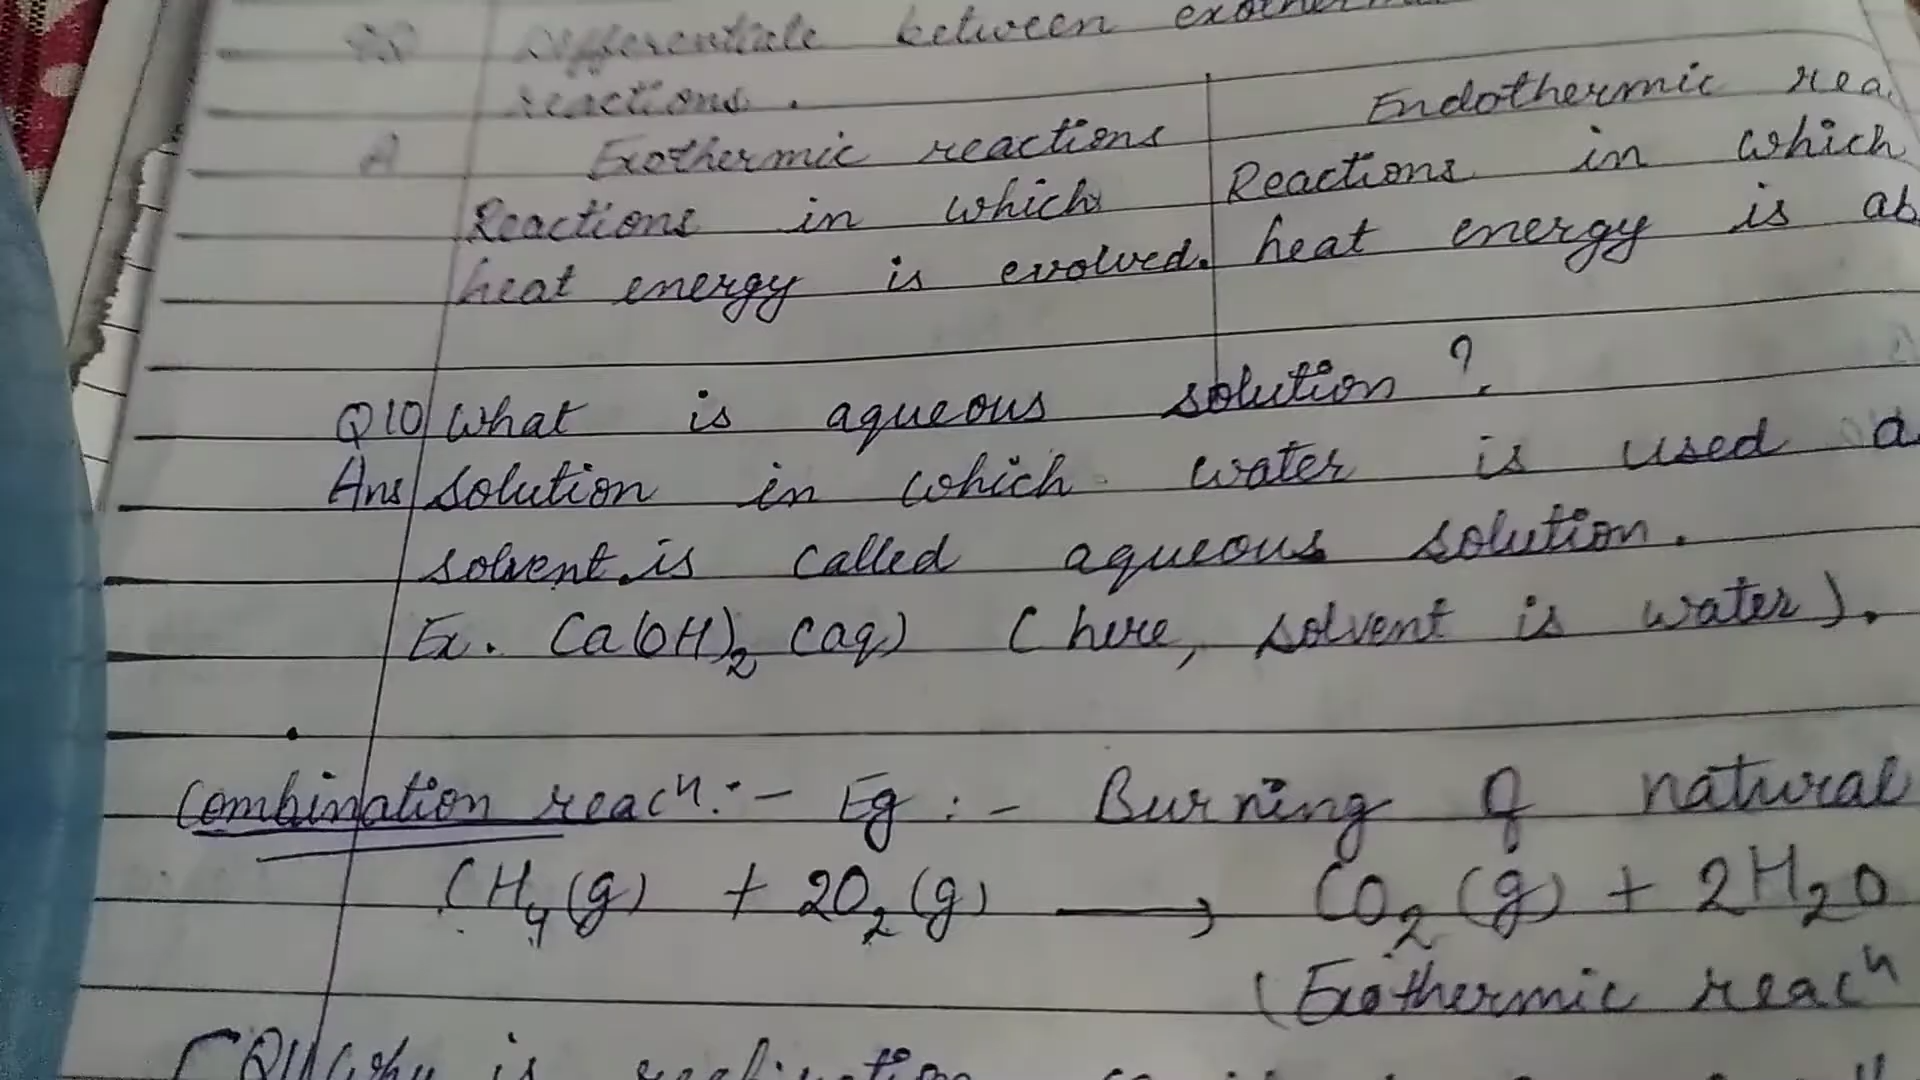 Differentiate between
reactions.
A Exothermic reactions Endothermic
Reactions in which Reactions in which
heat energy is evolved. heat energy is
Q10 What is aqueous solution?
Ans solution in which water is used
solvent is called aqueous solution.
Ex. Ca(OH)₂ (aq) (here, solvent is water).
Combination reacⁿ:- Eg :- Burning of natural
CH₄(g) + 2O₂(g) → CO₂(g) + 2H₂O
(Exothermic reacⁿ
Q11 Why is